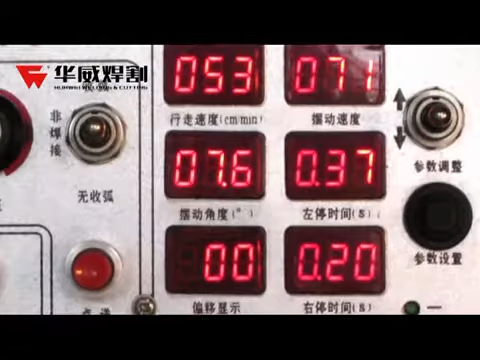 华威焊割
HUAWEI WELDING & CUTTING
053
071
行走速度(cm/min)
摆动速度
非焊接
07.6
0.37
参数调整
无收弧
摆动角度(°)
左停时间(S)
00
0.20
参数设置
偏移显示
右停时间(S)